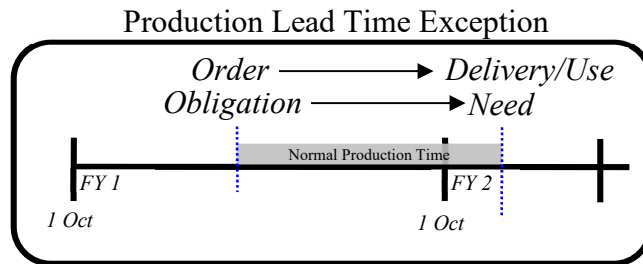 Production Lead Time Exception
Order Delivery/Use
Obligation Need
Normal Production Time
FY 1 FY 2
1 Oct 1 Oct